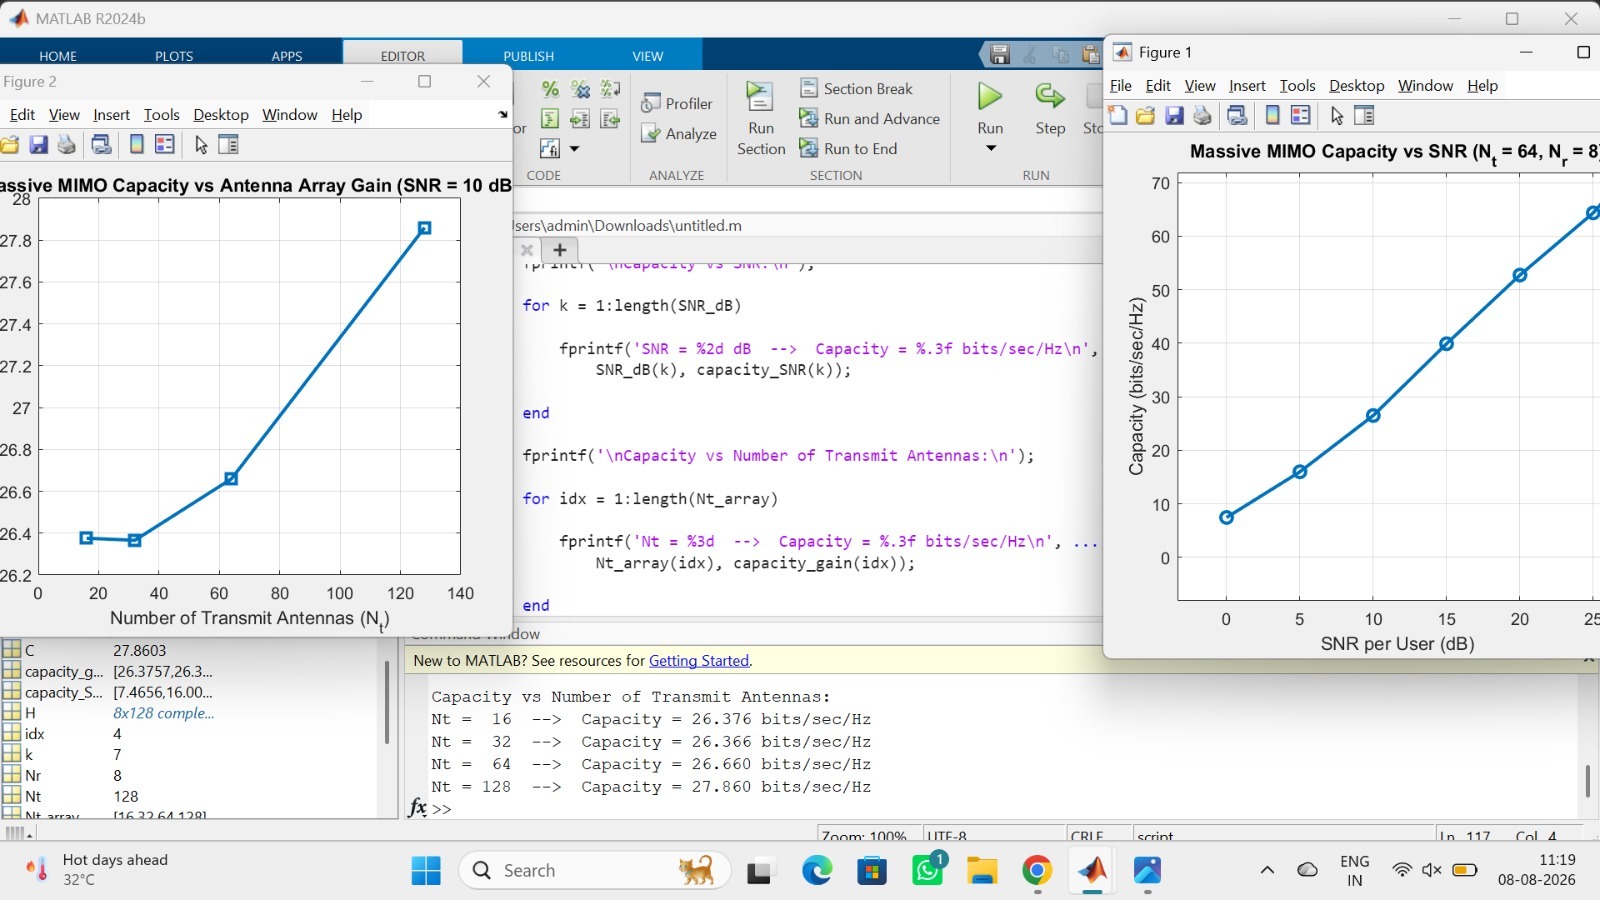 MATLAB R2024b
HOME PLOTS APPS EDITOR PUBLISH VIEW
Figure 2
Edit View Insert Tools Desktop Window Help
assive MIMO Capacity vs Antenna Array Gain (SNR = 10 dB
28
27.8
27.6
27.4
27.2
27
26.8
26.6
26.4
26.2
0 20 40 60 80 100 120 140
Number of Transmit Antennas (Nt)
Profiler
Analyze
CODE ANALYZE
Run Section
Section Break
Run and Advance
Run to End
SECTION
Run Step
RUN
sers\admin\Downloads\untitled.m
fprintf('\nCapacity vs SNR:\n');
for k = 1:length(SNR_dB)
fprintf('SNR = %2d dB --> Capacity = %.3f bits/sec/Hz\n',
SNR_dB(k), capacity_SNR(k));
end
fprintf('\nCapacity vs Number of Transmit Antennas:\n');
for idx = 1:length(Nt_array)
fprintf('Nt = %3d --> Capacity = %.3f bits/sec/Hz\n', ...
Nt_array(idx), capacity_gain(idx));
end
Figure 1
File Edit View Insert Tools Desktop Window Help
Massive MIMO Capacity vs SNR (Nt = 64, Nr = 8)
Capacity (bits/sec/Hz)
70
60
50
40
30
20
10
0
0 5 10 15 20 25
SNR per User (dB)
C 27.8603
capacity_g... [26.3757,26.3...
capacity_S... [7.4656,16.00...
H 8x128 comple...
idx 4
k 7
Nr 8
Nt 128
Nt_array [16,32,64,128]
Command Window
New to MATLAB? See resources for Getting Started.
Capacity vs Number of Transmit Antennas:
Nt =  16  -->  Capacity = 26.376 bits/sec/Hz
Nt =  32  -->  Capacity = 26.366 bits/sec/Hz
Nt =  64  -->  Capacity = 26.660 bits/sec/Hz
Nt = 128  -->  Capacity = 27.860 bits/sec/Hz
fx >>
Zoom: 100% UTF-8 CRLF script Ln 117 Col 4
Hot days ahead
32°C
Search
1
ENG
IN
11:19
08-08-2026